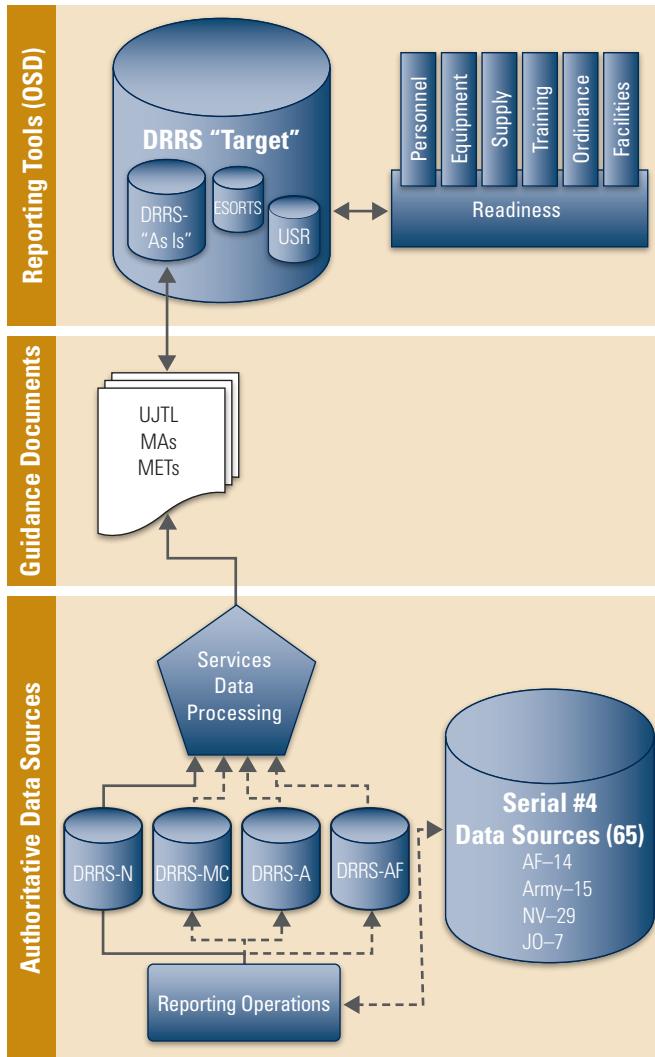 Reporting Tools (OSD)
DRRS “Target”
DRRS-
“As Is”
ESORTS
USR
Personnel
Equipment
Supply
Training
Ordinance
Facilities
Readiness
Guidance Documents
UJTL
MAs
METs
Authoritative Data Sources
Services
Data
Processing
DRRS-N
DRRS-MC
DRRS-A
DRRS-AF
Reporting Operations
Serial #4
Data Sources (65)
AF–14
Army–15
NV–29
JO–7